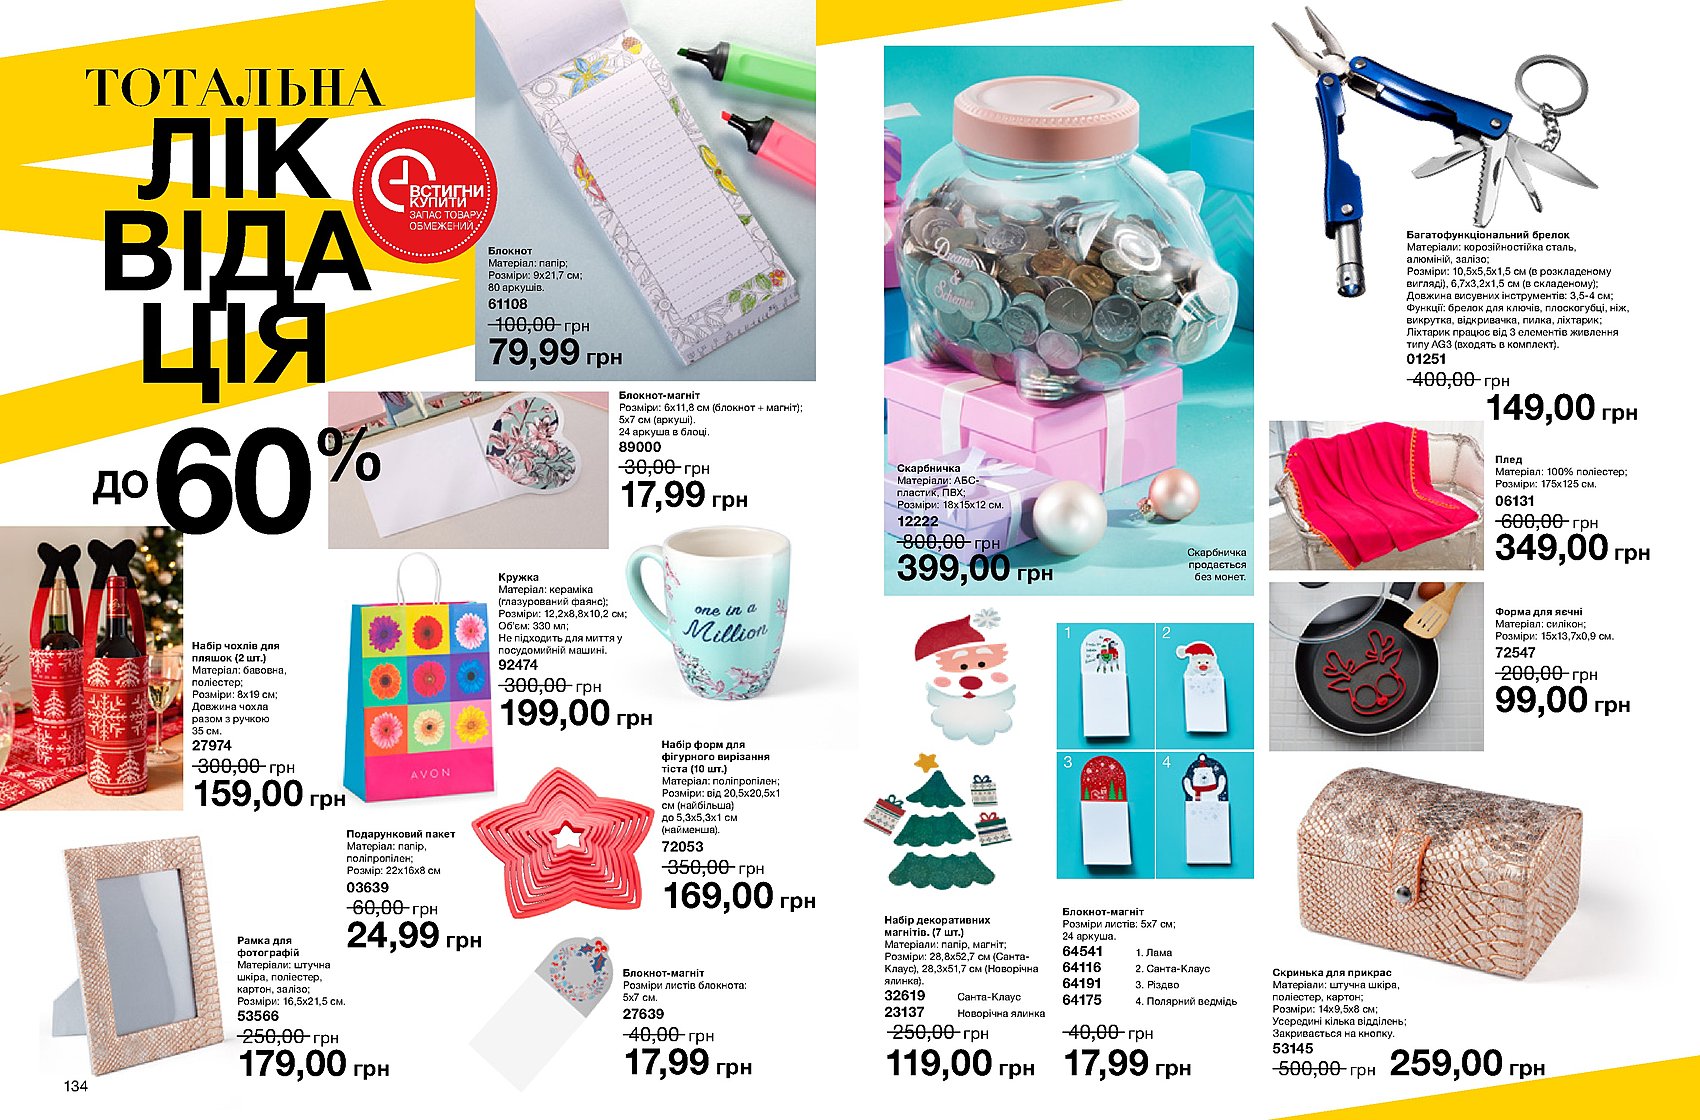 ТОТАЛЬНА
ЛІК
ВІДА
ЦІЯ
ДО 60%
ВСТИГНИ
КУПИТИ
ЗАПАС ТОВАРУ
ОБМЕЖЕНИЙ
Блокнот
Матеріал: папір;
Розміри: 9x21,7 см;
80 аркушів.
61108
100,00 грн
79,99 грн
Блокнот-магніт
Розміри: 6x11,8 см (блокнот + магніт);
5x7 см (аркуші).
24 аркуша в блоці.
89000
30,00 грн
17,99 грн
Набір чохлів для
пляшок (2 шт.)
Матеріал: бавовна,
поліестер;
Розміри: 8x19 см;
Довжина чохла
разом з ручкою
35 см.
27974
300,00 грн
159,00 грн
AVON
Кружка
Матеріал: кераміка
(глазурований фаянс);
Розміри: 12,2x8,8x10,2 см;
Об'єм: 330 мл;
Не підходить для миття у
посудомийній машині.
92474
300,00 грн
199,00 грн
one in a
Million
Подарунковий пакет
Матеріал: папір,
поліпропілен;
Розмір: 22x16x8 см
03639
60,00 грн
24,99 грн
Набір форм для
фігурного вирізання
тіста (10 шт.)
Матеріал: поліпропілен;
Розміри: від 20,5x20,5x1
см (найбільша)
до 5,3x5,3x1 см
(найменша).
72053
350,00 грн
169,00 грн
Рамка для
фотографій
Матеріали: штучна
шкіра, поліестер,
картон, залізо;
Розміри: 16,5x21,5 см.
53566
250,00 грн
179,00 грн
Блокнот-магніт
Розміри листів блокнота:
5x7 см.
27639
40,00 грн
17,99 грн
134
Dreams
&
Schemes
Скарбничка
Матеріали: АБС-
пластик, ПВХ;
Розміри: 18x15x12 см.
12222
800,00 грн
399,00 грн
Скарбничка
продається
без монет.
Багатофункціональний брелок
Матеріали: корозійностійка сталь,
алюміній, залізо;
Розміри: 10,5x5,5x1,5 см (в розкладеному
вигляді), 6,7x3,2x1,5 см (в складеному);
Довжина висувних інструментів: 3,5-4 см;
Функції: брелок для ключів, плоскогубці, ніж,
викрутка, відкривачка, пилка, ліхтарик;
Ліхтарик працює від 3 елементів живлення
типу AG3 (входять в комплект).
01251
400,00 грн
149,00 грн
Плед
Матеріал: 100% поліестер;
Розміри: 175x125 см.
06131
600,00 грн
349,00 грн
Форма для яєчні
Матеріал: силікон;
Розміри: 15x13,7x0,9 см.
72547
200,00 грн
99,00 грн
1
2
3
4
Набір декоративних
магнітів. (7 шт.)
Матеріали: папір, магніт;
Розміри: 28,8x52,7 см (Санта-
Клаус), 28,3x51,7 см (Новорічна
ялинка).
32619 Санта-Клаус
23137 Новорічна ялинка
250,00 грн
119,00 грн
Блокнот-магніт
Розміри листів: 5x7 см;
24 аркуша.
64541 1. Лама
64116 2. Санта-Клаус
64191 3. Різдво
64175 4. Полярний ведмідь
40,00 грн
17,99 грн
Скринька для прикрас
Матеріали: штучна шкіра,
поліестер, картон;
Розміри: 14x9,5x8 см;
Усередині кілька відділень;
Закривається на кнопку.
53145
500,00 грн 259,00 грн